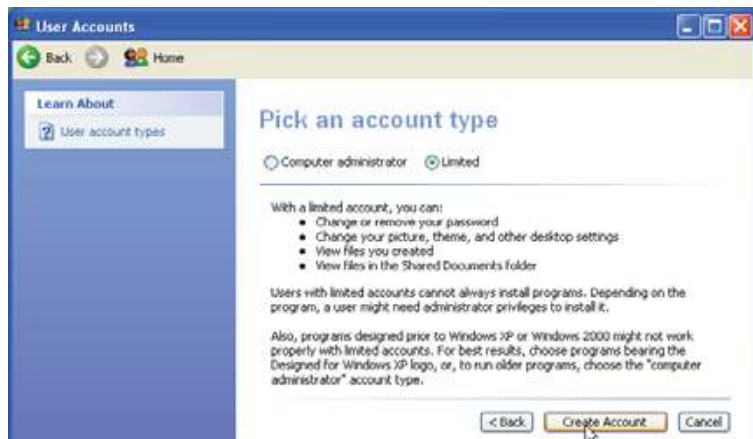 User Accounts
Back Home
Learn About
User account types
Pick an account type
Computer administrator Limited
With a limited account, you can:
• Change or remove your password
• Change your picture, theme, and other desktop settings
• View files you created
• View files in the Shared Documents folder
Users with limited accounts cannot always install programs. Depending on the
program, a user might need administrator privileges to install it.
Also, programs designed prior to Windows XP or Windows 2000 might not work
properly with limited accounts. For best results, choose programs bearing the
Designed for Windows XP logo, or, to run older programs, choose the "computer
administrator" account type.
< Back Create Account Cancel